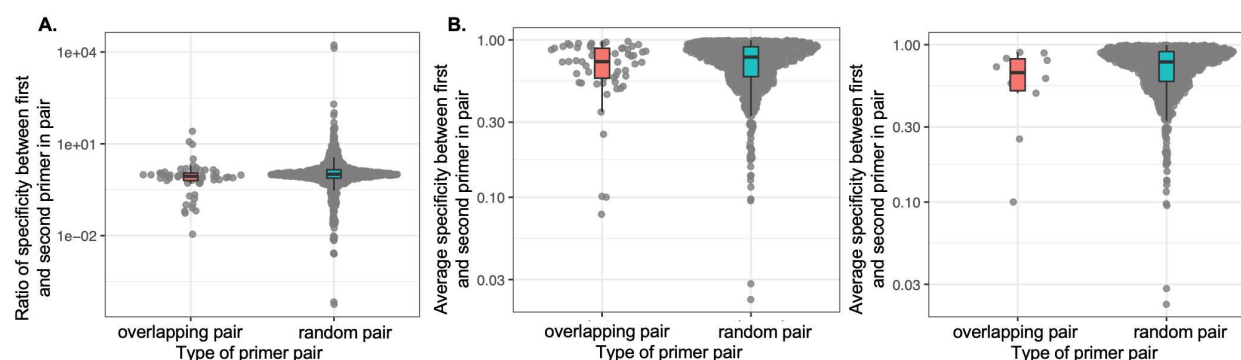 A.
Ratio of specificity between first
and second primer in pair
1e+04
1e+01
1e-02
overlapping pair
random pair
Type of primer pair
B.
Average specificity between first
and second primer in pair
1.00
0.30
0.10
0.03
overlapping pair
random pair
Type of primer pair
Average specificity between first
and second primer in pair
1.00
0.30
0.10
0.03
overlapping pair
random pair
Type of primer pair